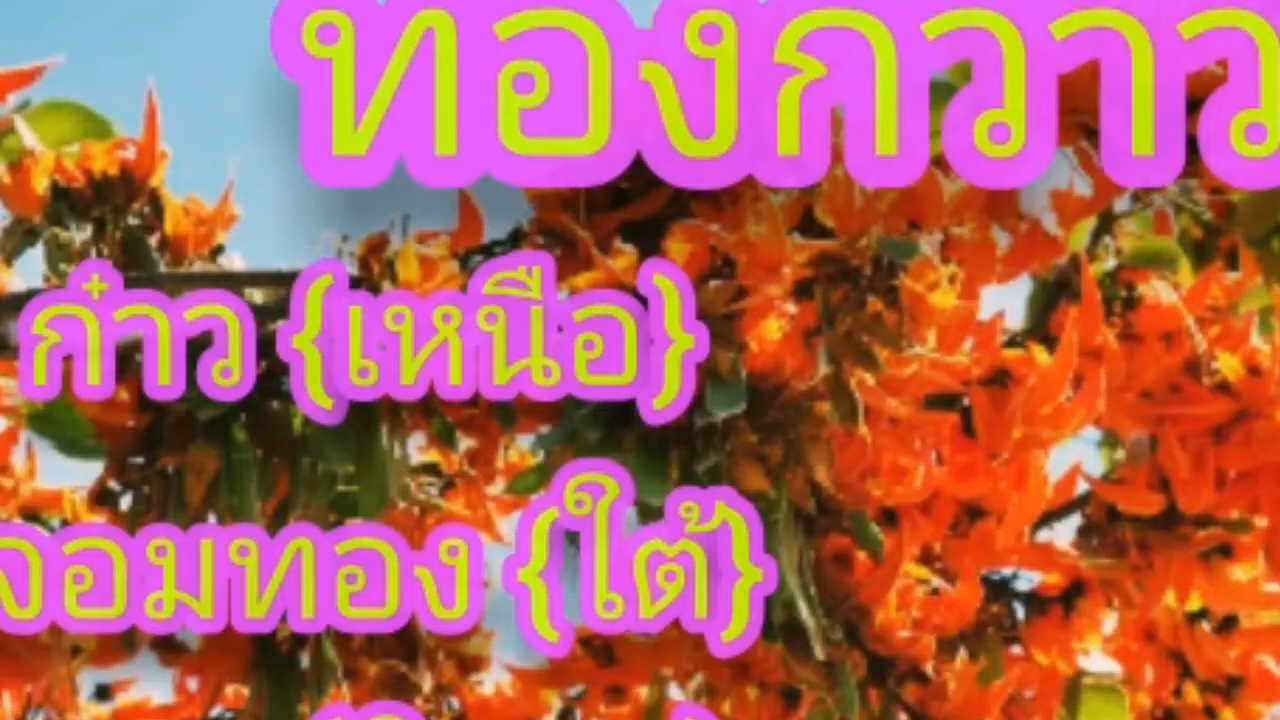 ทองกวาว
ก๋าว {เหนือ}
จอมทอง {ใต้}